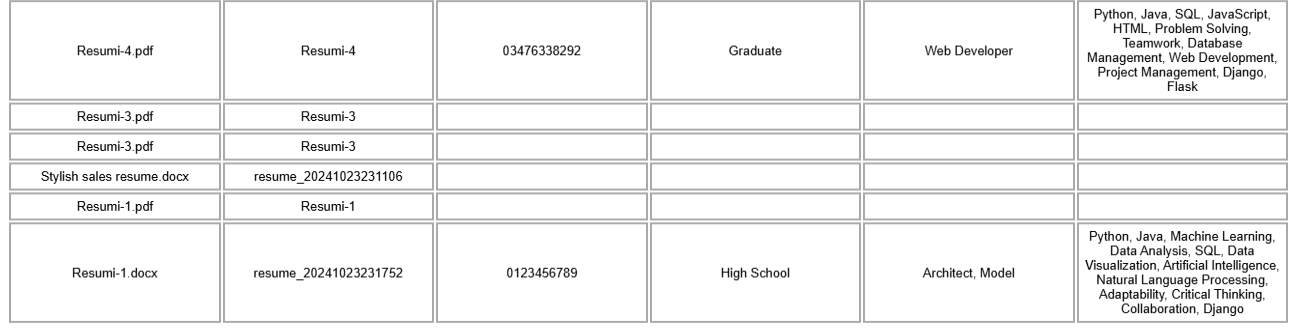 Resumi-4.pdf Resumi-4 03476338292 Graduate Web Developer Python, Java, SQL, JavaScript,
HTML, Problem Solving,
Teamwork, Database
Management, Web Development,
Project Management, Django,
Flask
Resumi-3.pdf Resumi-3
Resumi-3.pdf Resumi-3
Stylish sales resume.docx resume_20241023231106
Resumi-1.pdf Resumi-1
Resumi-1.docx resume_20241023231752 0123456789 High School Architect, Model Python, Java, Machine Learning,
Data Analysis, SQL, Data
Visualization, Artificial Intelligence,
Natural Language Processing,
Adaptability, Critical Thinking,
Collaboration, Django